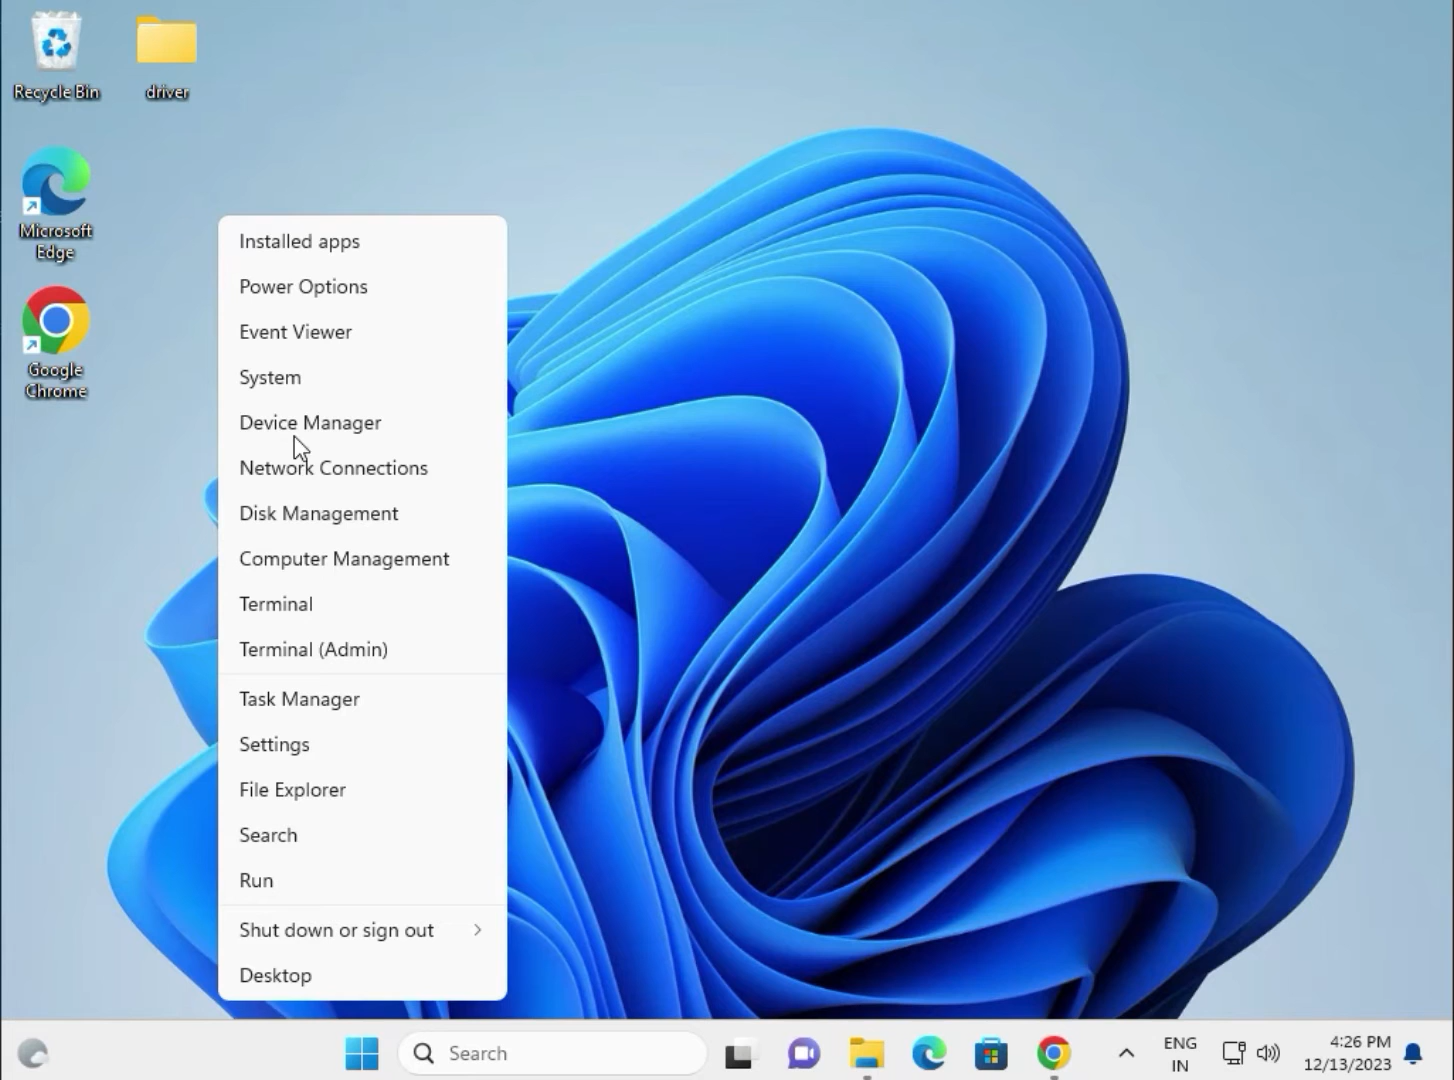 Recycle Bin
driver
Microsoft
Edge
Google
Chrome
Installed apps
Power Options
Event Viewer
System
Device Manager
Network Connections
Disk Management
Computer Management
Terminal
Terminal (Admin)
Task Manager
Settings
File Explorer
Search
Run
Shut down or sign out
Desktop
Search
ENG
IN
4:26 PM
12/13/2023